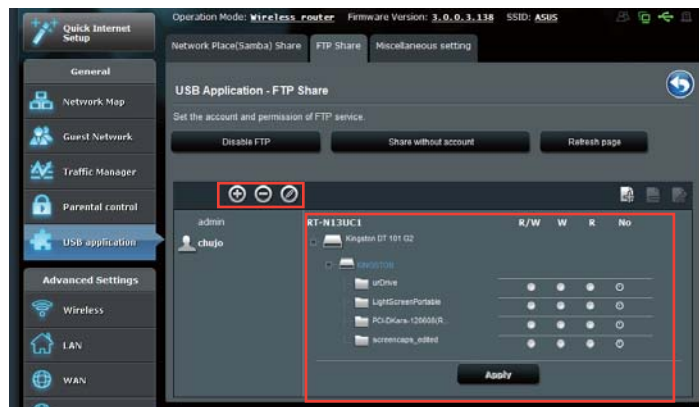 Quick Internet Setup
Operation Mode: Wireless router Firmware Version: 3.0.0.3.138 SSID: ASUS
Network Place(Samba) Share FTP Share Miscellaneous setting
General
Network Map
Guest Network
Traffic Manager
Parental control
USB application
Advanced Settings
Wireless
LAN
WAN
USB Application - FTP Share
Set the account and permission of FTP service.
Disable FTP Share without account Refresh page
admin
chujo
RT-N13UC1 R/W W R No
Kingston DT 101 G2
KINGSTON
urDrive
LightScreenPortable
screencaps_edited
Apply